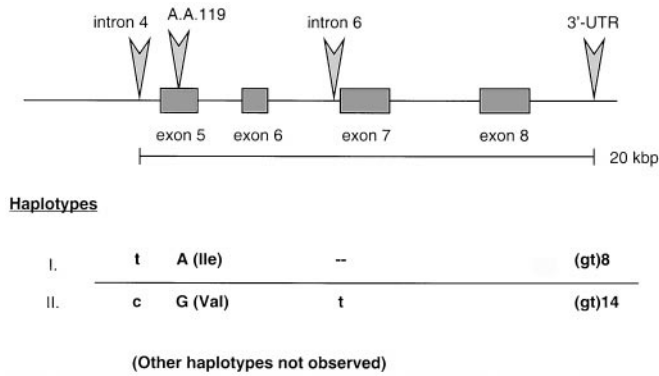 A.A.119
intron 4 intron 6 3'-UTR
exon 5 exon 6 exon 7 exon 8
20 kbp
Haplotypes
I. t A (Ile) -- (gt)8
II. c G (Val) t (gt)14
(Other haplotypes not observed)